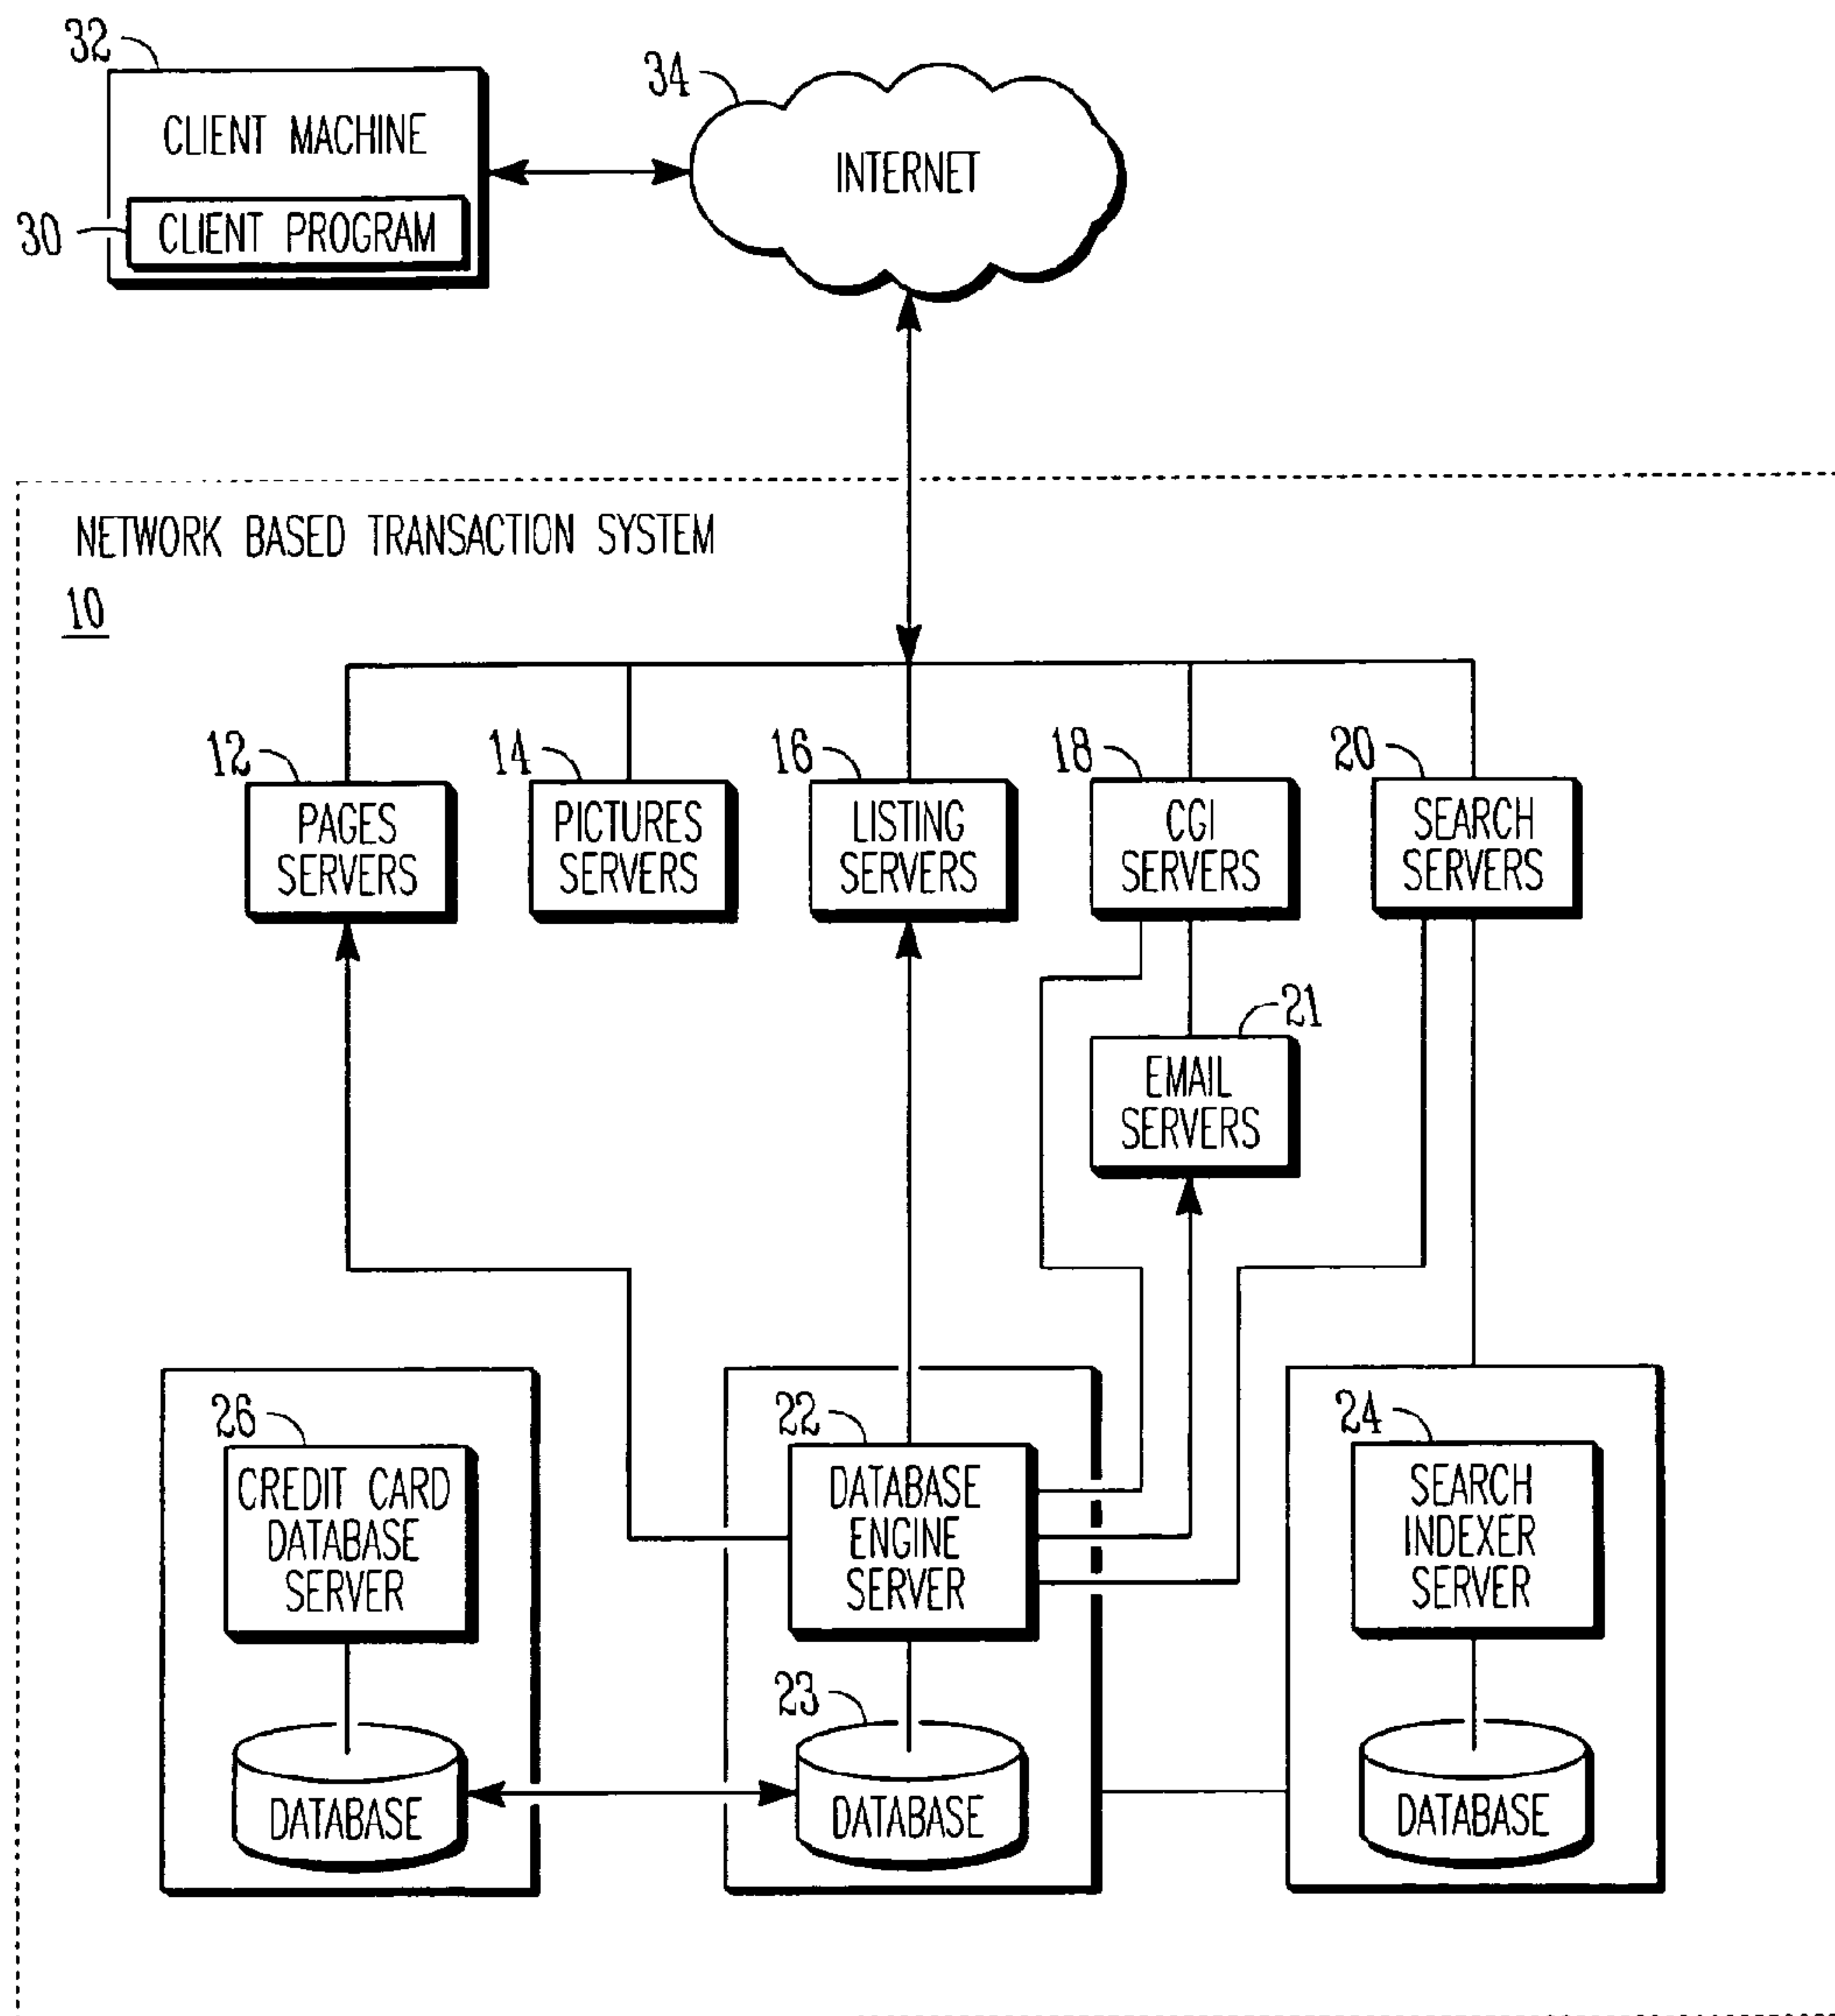 32
CLIENT MACHINE
30
CLIENT PROGRAM
34
INTERNET
NETWORK BASED TRANSACTION SYSTEM
10
12
PAGES
SERVERS
14
PICTURES
SERVERS
16
LISTING
SERVERS
18
CGI
SERVERS
20
SEARCH
SERVERS
21
EMAIL
SERVERS
26
CREDIT CARD
DATABASE
SERVER
DATABASE
22
DATABASE
ENGINE
SERVER
23
DATABASE
24
SEARCH
INDEXER
SERVER
DATABASE